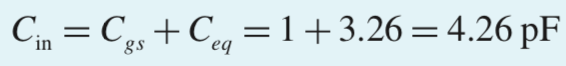 C_in = C_gs + C_eq = 1 + 3.26 = 4.26 pF